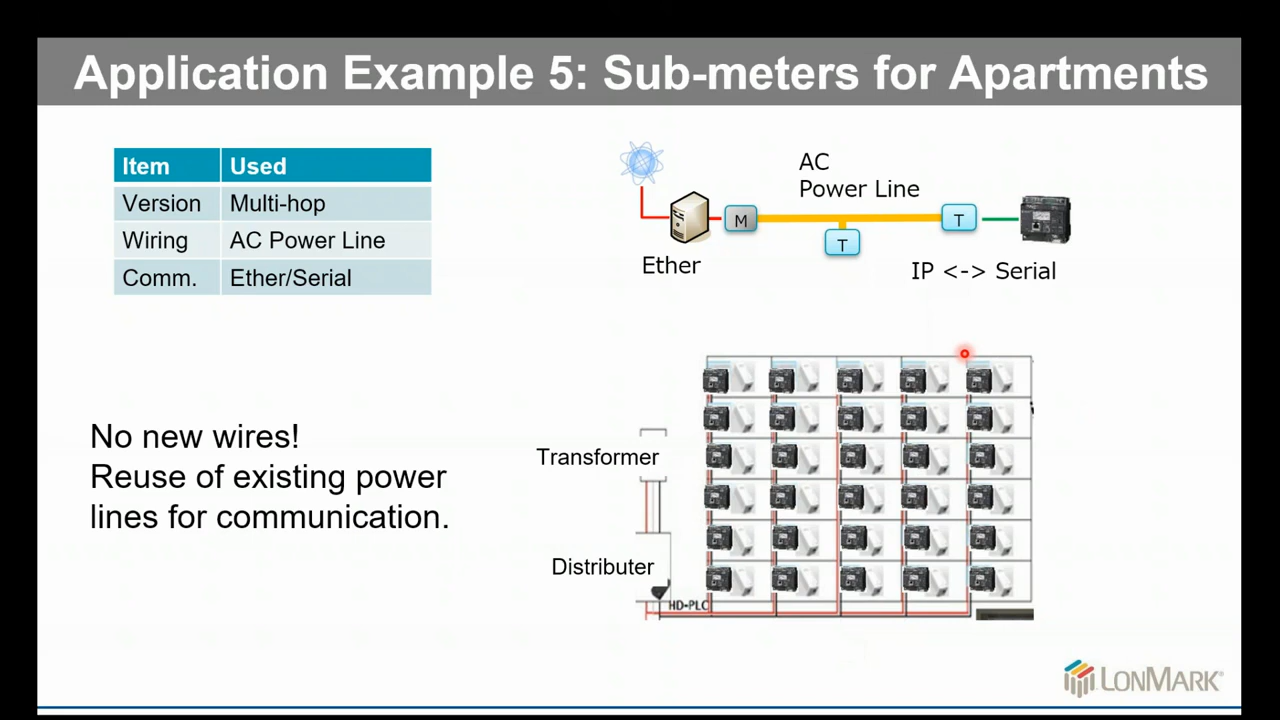 Application Example 5: Sub-meters for Apartments
Item Used
Version Multi-hop
Wiring AC Power Line
Comm. Ether/Serial
AC
Power Line
M
T
T
Ether
IP <-> Serial
No new wires!
Reuse of existing power
lines for communication.
Transformer
Distributer
HD-PLC
LONMARK®